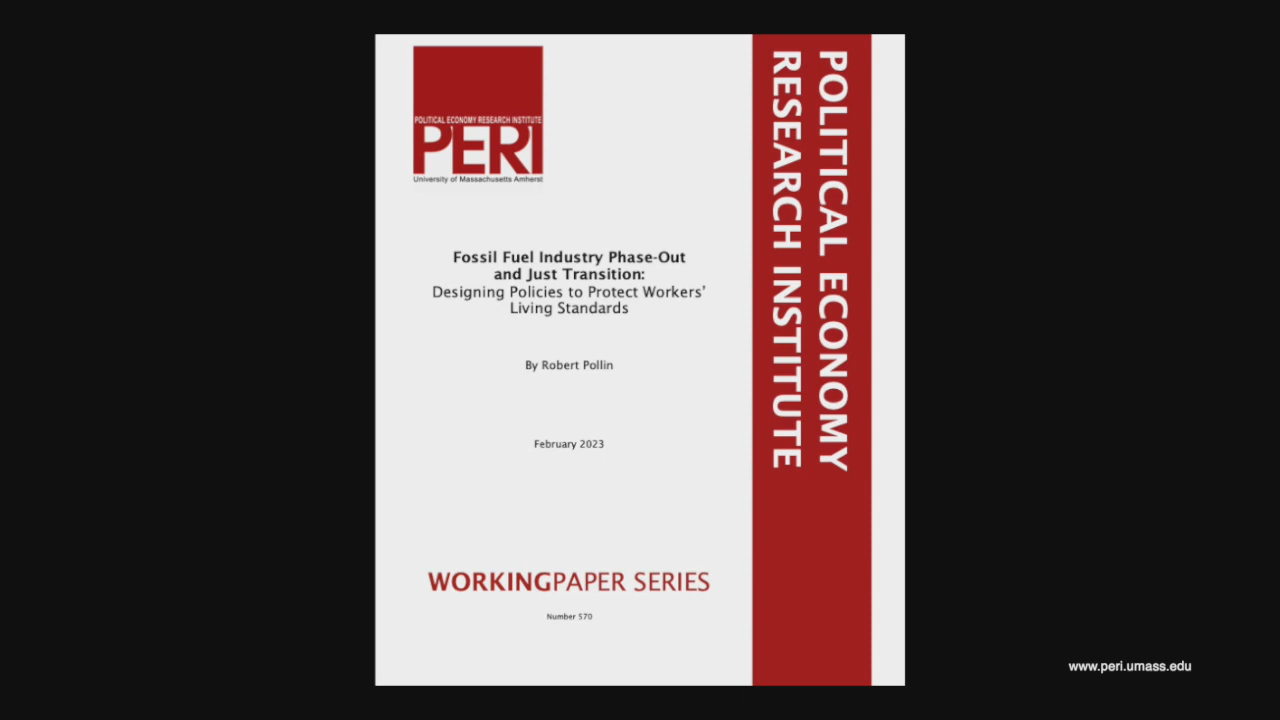 POLITICAL ECONOMY RESEARCH INSTITUTE
PERI
University of Massachusetts Amherst
Fossil Fuel Industry Phase-Out
and Just Transition:
Designing Policies to Protect Workers'
Living Standards
By Robert Pollin
February 2023
WORKINGPAPER SERIES
Number 570
POLITICAL ECONOMY
RESEARCH INSTITUTE
www.peri.umass.edu